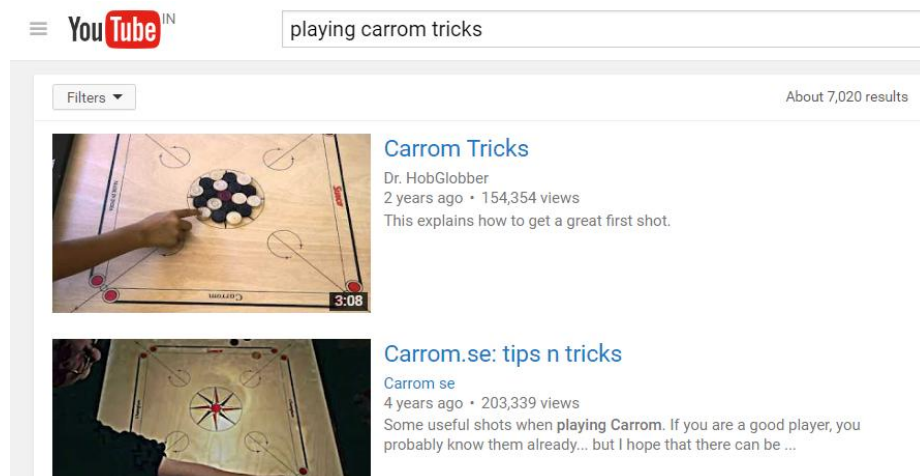 YouTube IN
playing carrom tricks
Filters
About 7,020 results
Carrom Tricks
Dr. HobGlobber
2 years ago • 154,354 views
This explains how to get a great first shot.
Carrom
3:08
Carrom.se: tips n tricks
Carrom se
4 years ago • 203,339 views
Some useful shots when playing Carrom. If you are a good player, you
probably know them already... but I hope that there can be ...